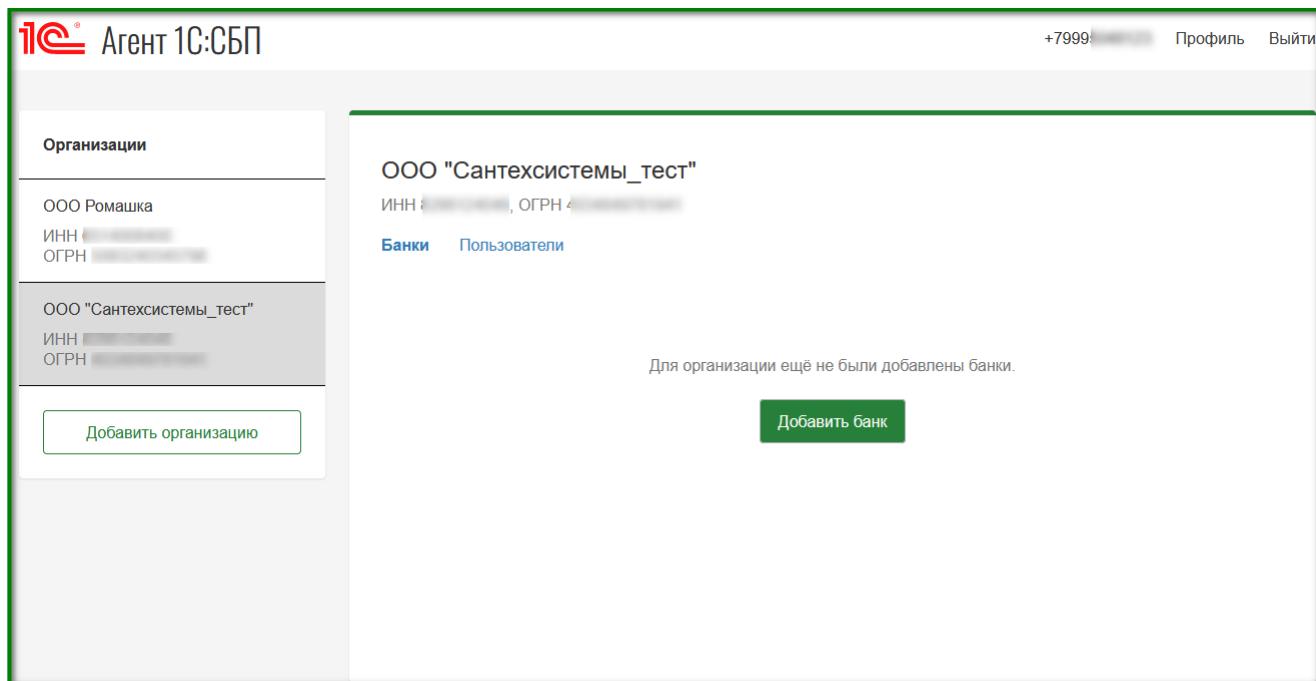 1С® Агент 1С:СБП
+7999 Профиль Выйти
Организации
ООО Ромашка
ИНН
ОГРН
ООО "Сантехсистемы_тест"
ИНН
ОГРН
Добавить организацию
ООО "Сантехсистемы_тест"
ИНН , ОГРН
Банки Пользователи
Для организации ещё не были добавлены банки.
Добавить банк